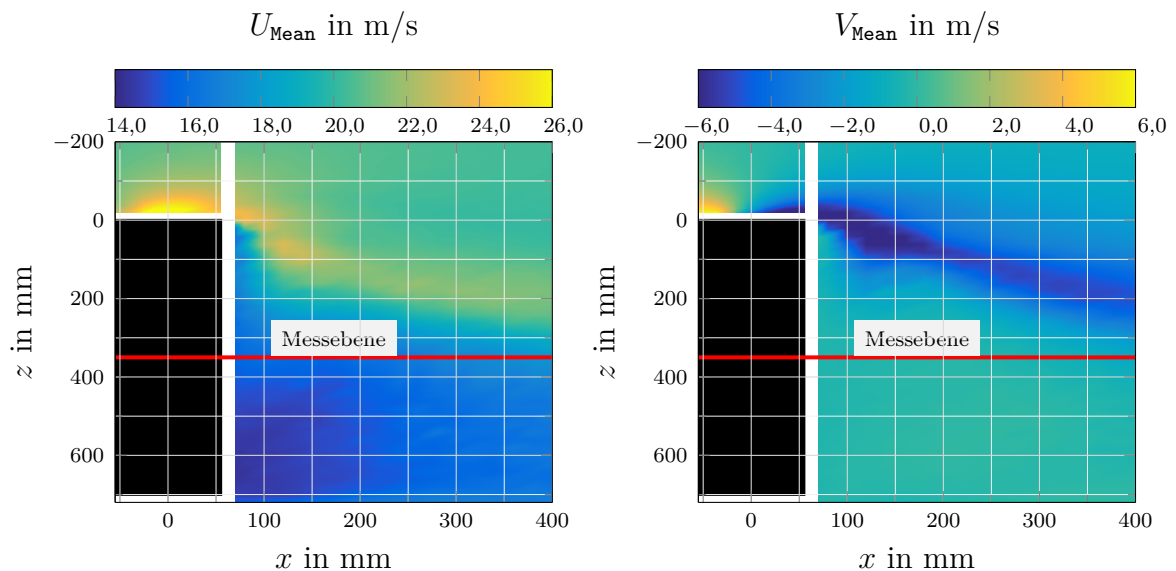 U_Mean in m/s
14,0 16,0 18,0 20,0 22,0 24,0 26,0
−200
0
200
400
600
z in mm
Messebene
0 100 200 300 400
x in mm
V_Mean in m/s
−6,0 −4,0 −2,0 0,0 2,0 4,0 6,0
−200
0
200
400
600
z in mm
Messebene
0 100 200 300 400
x in mm